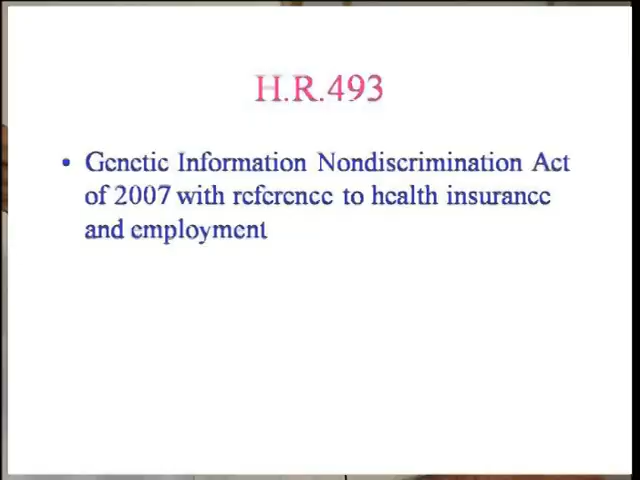 H.R.493
• Genetic Information Nondiscrimination Act
of 2007 with reference to health insurance
and employment